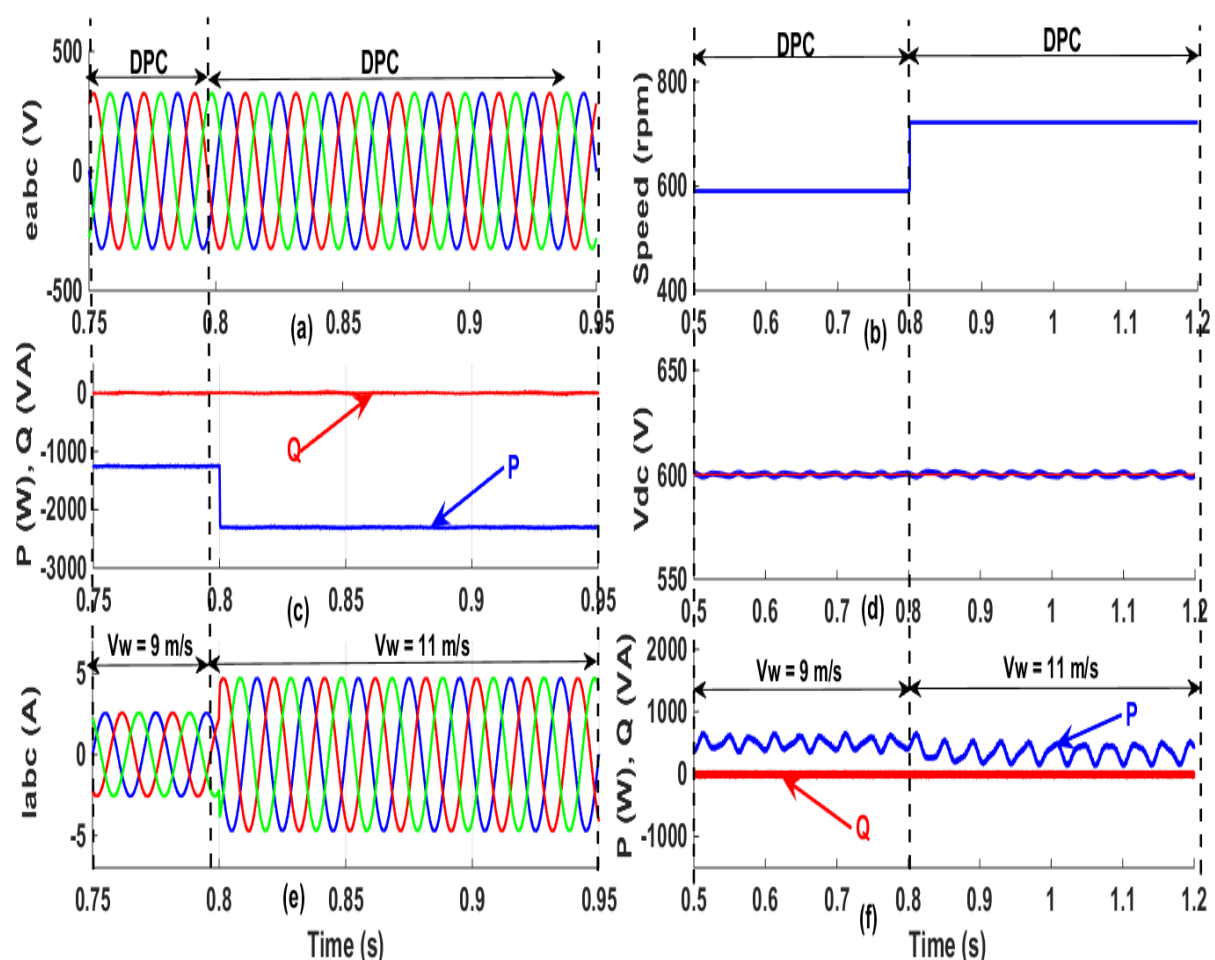 DPC DPC
eabc (V)
500
0
-500
0.75 0.8 0.85 0.9 0.95
(a)
DPC DPC
Speed (rpm)
800
600
400
0.5 0.6 0.7 0.8 0.9 1 1.1 1.2
(b)
P (W), Q (VA)
0
-1000
-2000
-3000
Q
P
0.75 0.8 0.85 0.9 0.95
(c)
Vdc (V)
650
600
550
0.5 0.6 0.7 0.8 0.9 1 1.1 1.2
(d)
Vw = 9 m/s Vw = 11 m/s
Iabc (A)
5
0
-5
0.75 0.8 0.85 0.9 0.95
(e)
Time (s)
P (W), Q (VA)
2000
Vw = 9 m/s Vw = 11 m/s
1000
0
-1000
P
Q
0.5 0.6 0.7 0.8 0.9 1 1.1 1.2
(f)
Time (s)